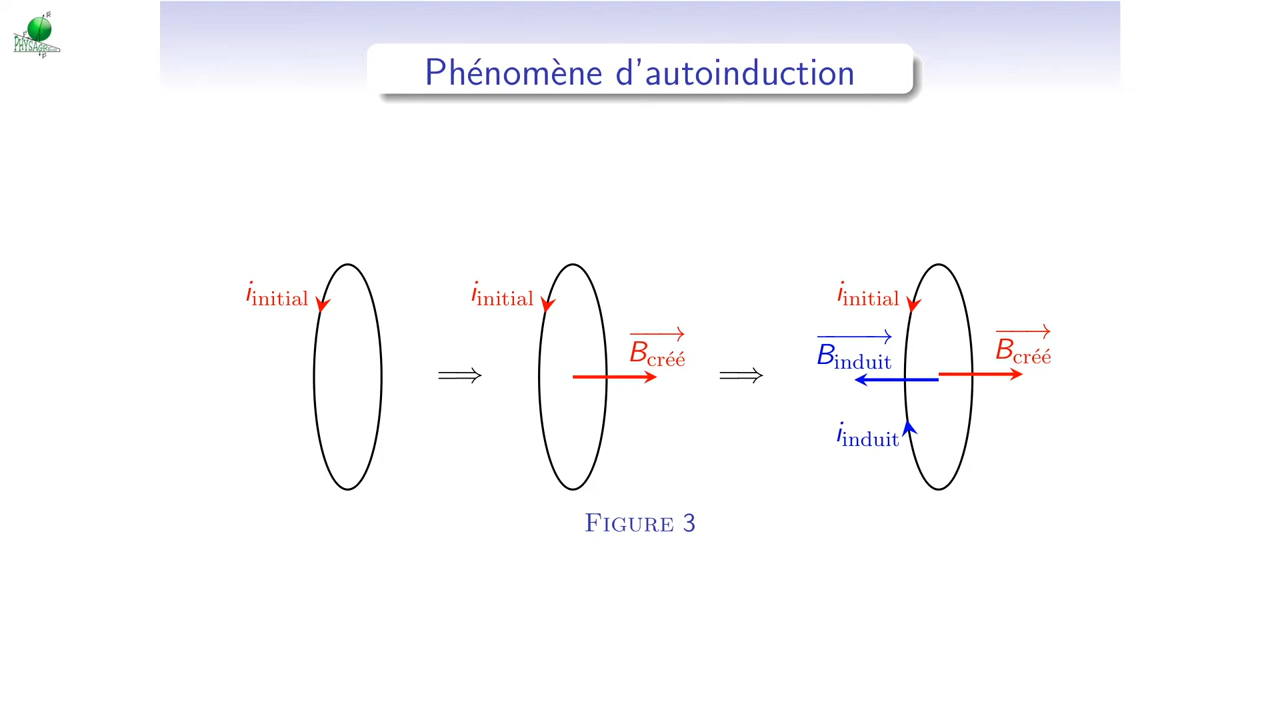 Phénomène d'autoinduction
i_initial
i_initial
B_créé
i_initial
B_induit
B_créé
i_induit
⟹
⟹
FIGURE 3